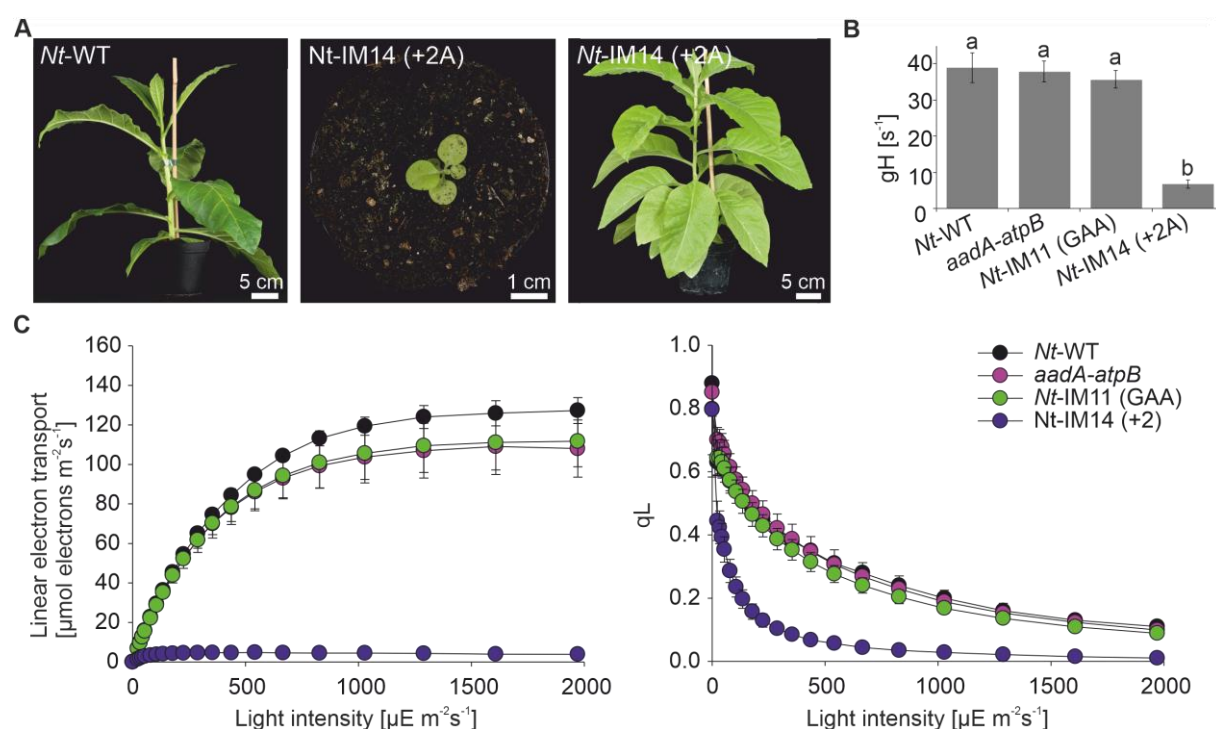 A
Nt-WT
Nt-IM14 (+2A)
Nt-IM14 (+2A)
5 cm
1 cm
5 cm
B
gH [s⁻¹]
40
30
20
10
0
a
a
a
b
Nt-WT
aadA-atpB
Nt-IM11 (GAA)
Nt-IM14 (+2A)
C
Linear electron transport
[µmol electrons m⁻²s⁻¹]
160
140
120
100
80
60
40
20
0
0
500
1000
1500
2000
Light intensity [µE m⁻²s⁻¹]
qL
1.0
0.8
0.6
0.4
0.2
0.0
0
500
1000
1500
2000
Light intensity [µE m⁻²s⁻¹]
Nt-WT
aadA-atpB
Nt-IM11 (GAA)
Nt-IM14 (+2)